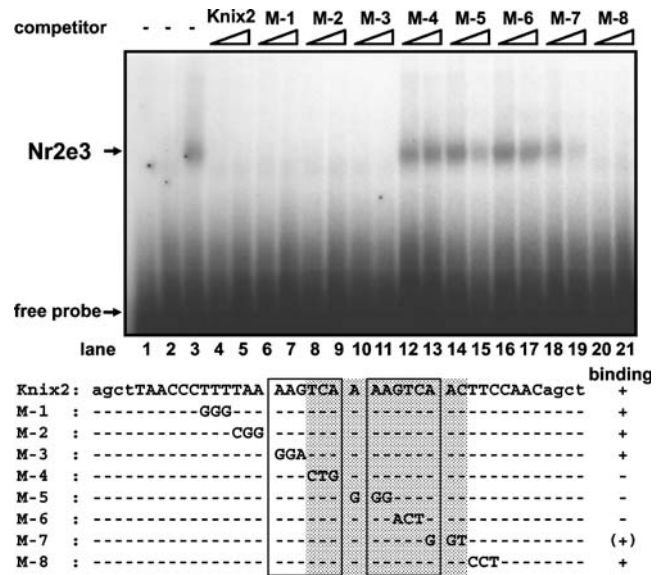 competitor - - - Knix2 M-1 M-2 M-3 M-4 M-5 M-6 M-7 M-8
Nr2e3
free probe
lane 1 2 3 4 5 6 7 8 9 10 11 12 13 14 15 16 17 18 19 20 21
binding
Knix2: agctTAACCCTTTTAA AAGTCA A AAGTCA ACTTCCAACagct +
M-1 : ----------GGG--- ------ - ------ ------------- +
M-2 : -------------CGG ------ - ------ ------------- +
M-3 : ---------------- GGA--- - ------ ------------- +
M-4 : ---------------- ---CTG - ------ ------------- -
M-5 : ---------------- ------ G GG---- ------------- -
M-6 : ---------------- ------ - --ACT- ------------- -
M-7 : ---------------- ------ - -----G GT----------- (+)
M-8 : ---------------- ------ - ------ --CCT-------- +